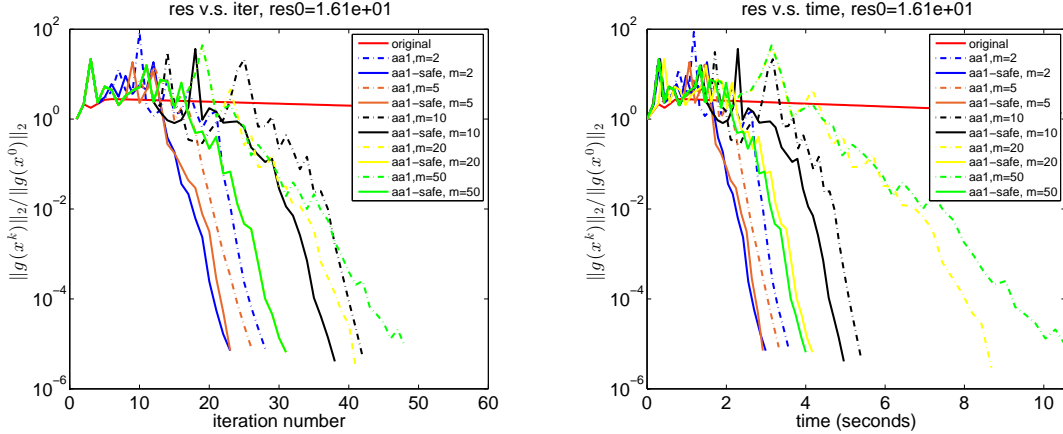 res v.s. iter, res0=1.61e+01
10^2
10^0
10^-2
10^-4
10^-6
||g(x^k)||_2/||g(x^0)||_2
0 10 20 30 40 50 60
iteration number
original
aa1,m=2
aa1-safe, m=2
aa1,m=5
aa1-safe, m=5
aa1,m=10
aa1-safe, m=10
aa1,m=20
aa1-safe, m=20
aa1,m=50
aa1-safe, m=50
res v.s. time, res0=1.61e+01
10^2
10^0
10^-2
10^-4
10^-6
||g(x^k)||_2/||g(x^0)||_2
0 2 4 6 8 10
time (seconds)
original
aa1,m=2
aa1-safe, m=2
aa1,m=5
aa1-safe, m=5
aa1,m=10
aa1-safe, m=10
aa1,m=20
aa1-safe, m=20
aa1,m=50
aa1-safe, m=50